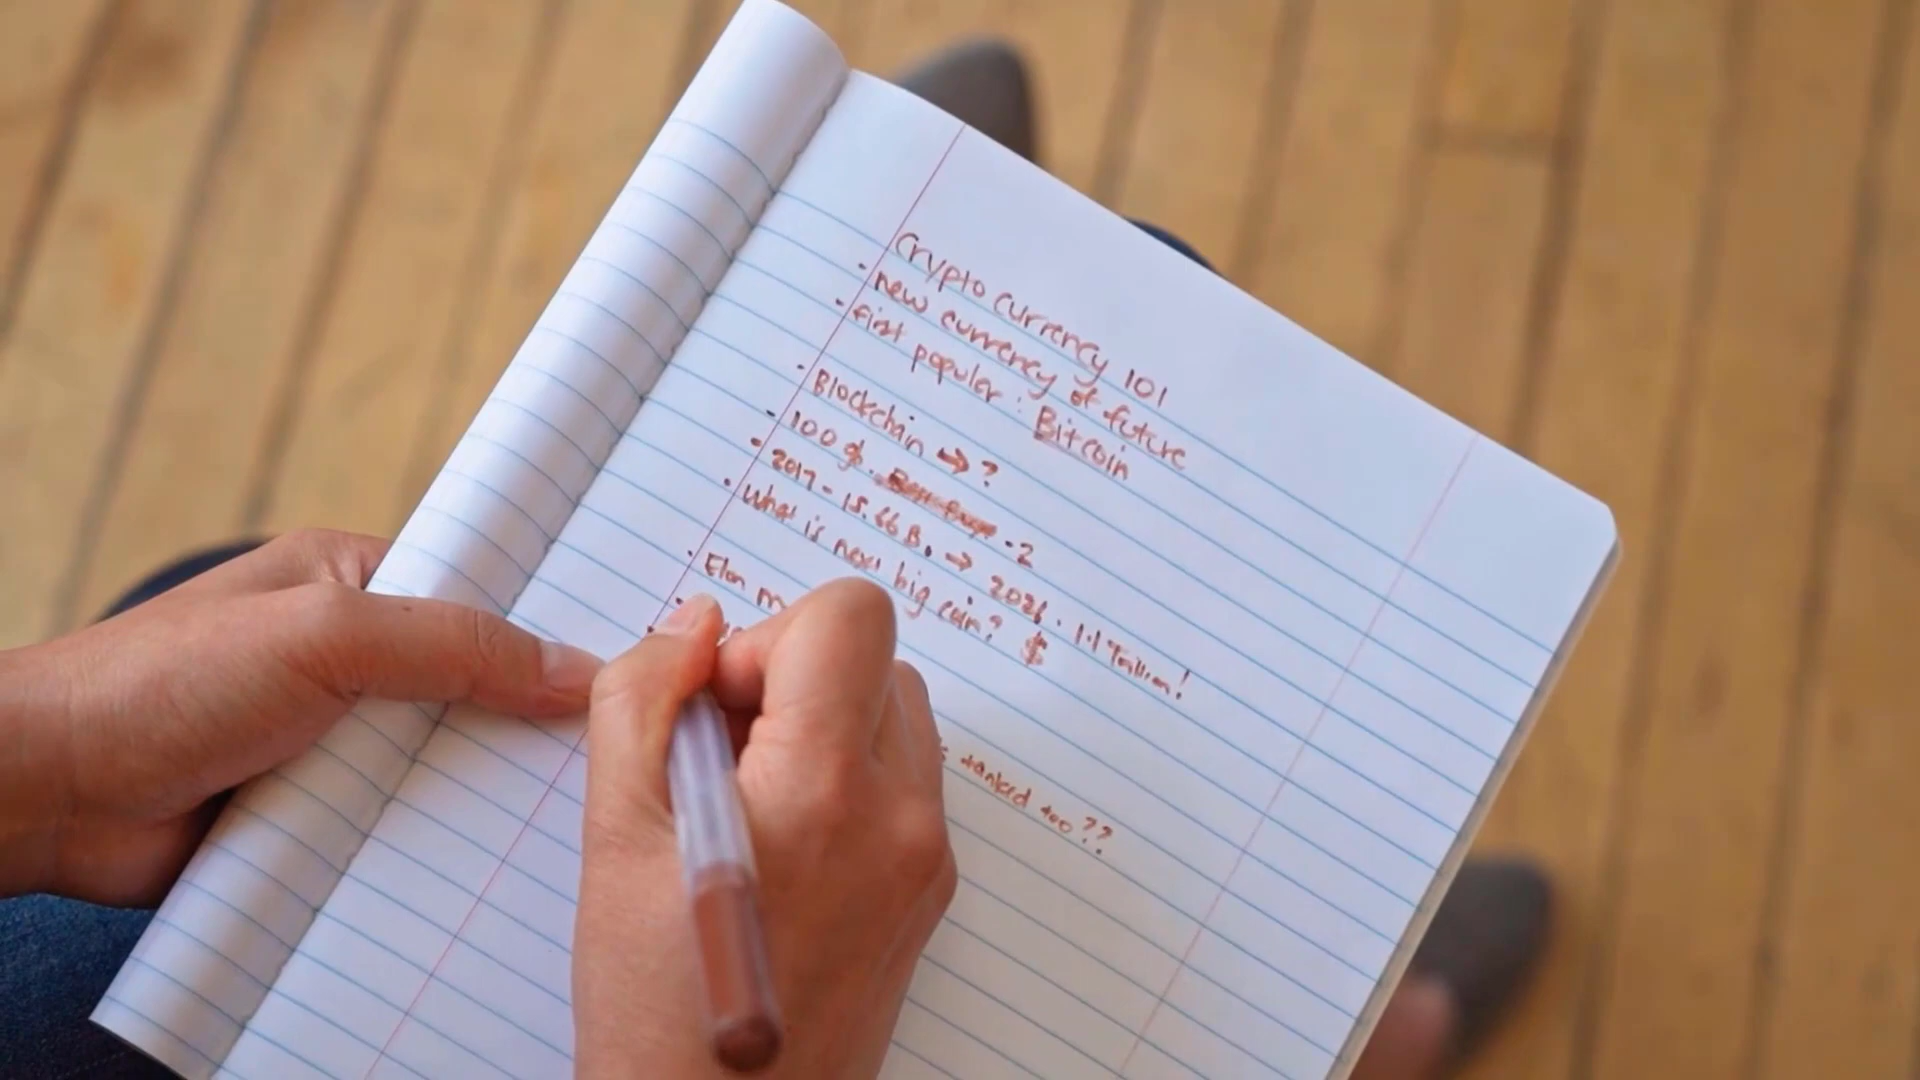 Crypto currency 101
- new currency of future
- first popular : Bitcoin
- Blockchain → ?
- 100 $. -2
- 2017 - 15.66 B. → 2021. 1.1 Trillion!
- What is next big coin? $
- Elon m
tanked too??